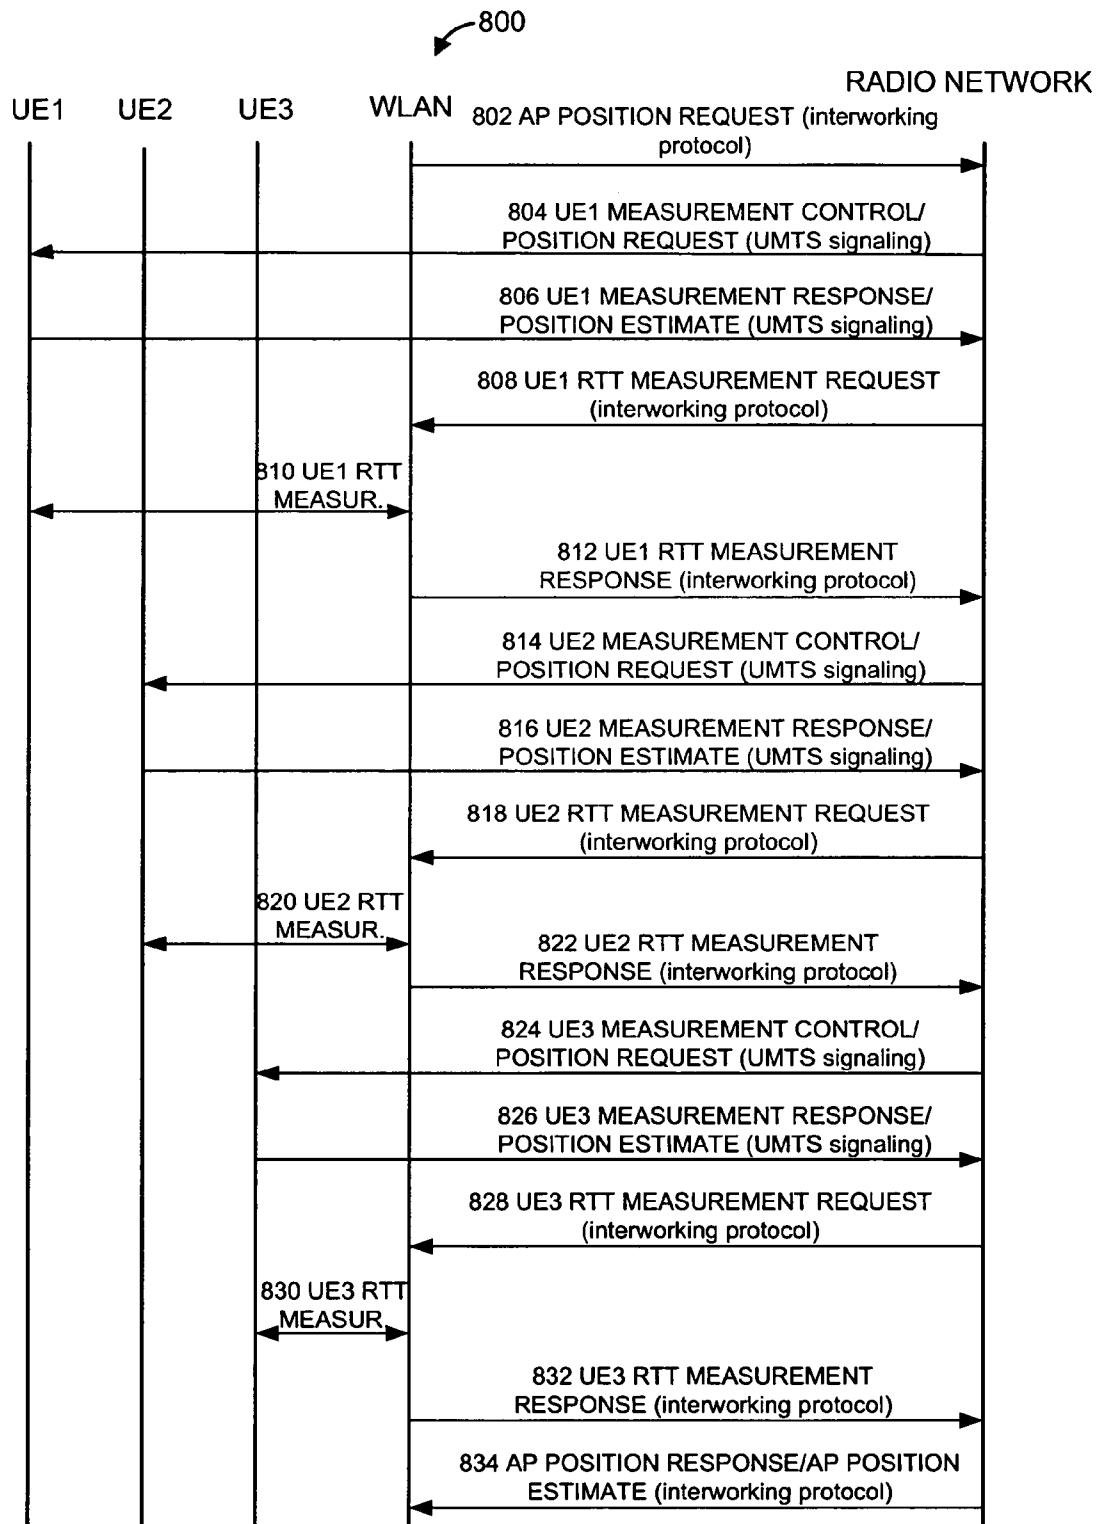 800
RADIO NETWORK
UE1 UE2 UE3 WLAN
802 AP POSITION REQUEST (interworking
protocol)
804 UE1 MEASUREMENT CONTROL/
POSITION REQUEST (UMTS signaling)
806 UE1 MEASUREMENT RESPONSE/
POSITION ESTIMATE (UMTS signaling)
808 UE1 RTT MEASUREMENT REQUEST
(interworking protocol)
810 UE1 RTT
MEASUR.
812 UE1 RTT MEASUREMENT
RESPONSE (interworking protocol)
814 UE2 MEASUREMENT CONTROL/
POSITION REQUEST (UMTS signaling)
816 UE2 MEASUREMENT RESPONSE/
POSITION ESTIMATE (UMTS signaling)
818 UE2 RTT MEASUREMENT REQUEST
(interworking protocol)
820 UE2 RTT
MEASUR.
822 UE2 RTT MEASUREMENT
RESPONSE (interworking protocol)
824 UE3 MEASUREMENT CONTROL/
POSITION REQUEST (UMTS signaling)
826 UE3 MEASUREMENT RESPONSE/
POSITION ESTIMATE (UMTS signaling)
828 UE3 RTT MEASUREMENT REQUEST
(interworking protocol)
830 UE3 RTT
MEASUR
832 UE3 RTT MEASUREMENT
RESPONSE (interworking protocol)
834 AP POSITION RESPONSE/AP POSITION
ESTIMATE (interworking protocol)